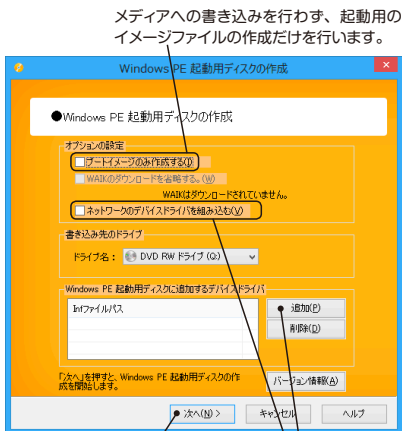 メディアへの書き込みを行わず、起動用の
イメージファイルの作成だけを行います。
Windows PE 起動用ディスクの作成
●Windows PE 起動用ディスクの作成
オプションの設定
ブートイメージのみ作成する(I)
WAIKのダウンロードを省略する。(W)
WAIKはダウンロードされていません。
ネットワークのデバイスドライバを組み込む(V)
書き込み先のドライブ
ドライブ名： DVD RW ドライブ (Q:)
Windows PE 起動用ディスクに追加するデバイスドライバ
Infファイルパス
追加(P)
削除(D)
「次へ」を押すと、Windows PE 起動用ディスクの作
成を開始します。
バージョン情報(A)
次へ(N) >
キャンセル
ヘルプ